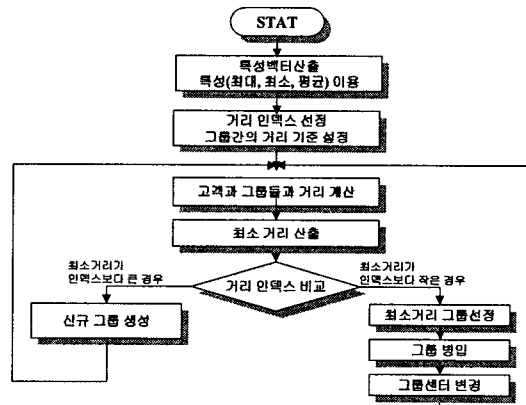 STAT
특성벡터산출
특성(최대, 최소, 평균) 이용
거리 인덱스 선정
그룹간의 거리 기준 설정
고객과 그룹들과 거리 계산
최소 거리 산출
최소거리가
인덱스보다 큰 경우
거리 인덱스 비교
최소거리가
인덱스보다 작은 경우
신규 그룹 생성
최소거리 그룹선정
그룹 병입
그룹센터 변경